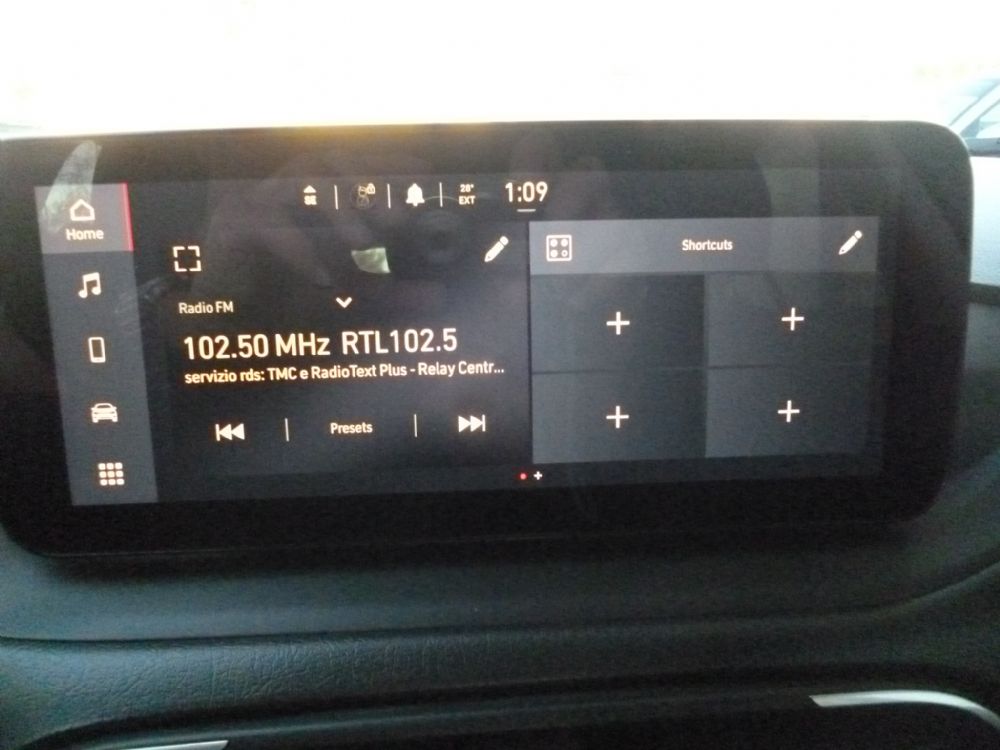 SE
28°
EXT
1:09
Home
Shortcuts
Radio FM
102.50 MHz RTL102.5
servizio rds: TMC e RadioText Plus - Relay Centr...
Presets